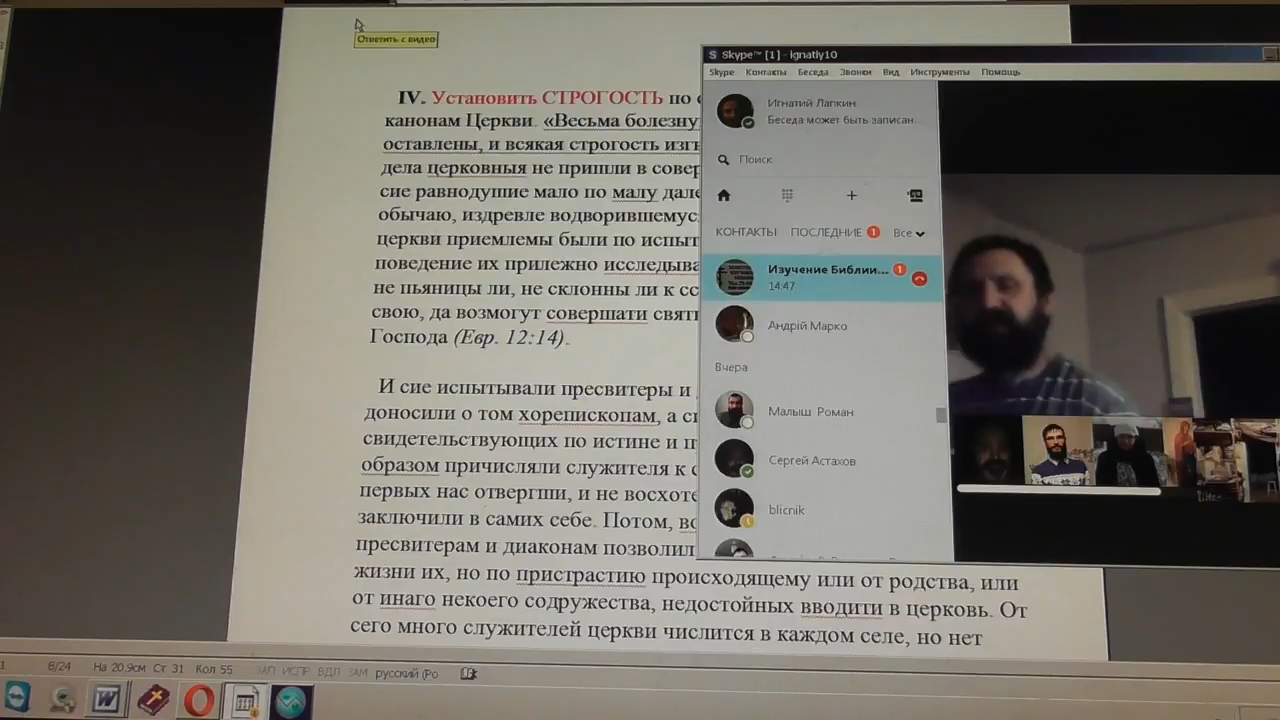 Ответить с видео
IV. Установить СТРОГОСТЬ по
канонам Церкви. «Весьма болезну
оставлены, и всякая строгость изгн
дела церковныя не пришли в совер
сие равнодушие мало по малу дале
обычаю, издревле водворившемус
церкви приемлемы были по испыт
поведение их прилежно исследыва
не пьяницы ли, не склонны ли к сс
свою, да возмогут совершати свят
Господа (Евр. 12:14).
И сие испытывали пресвитеры и
доносили о том хорепископам, а с
свидетельствующих по истине и п
образом причисляли служителя к
первых нас отвергши, и не восхоте
заключили в самих себе. Потом, во
пресвитерам и диаконам позволил
жизни их, но по пристрастию происходящему или от родства, или
от инаго некоего содружества, недостойных вводити в церковь. От
сего много служителей церкви числится в каждом селе, но нет
Skype™ [1] - ignatiy10
Skype Контакты Беседа Звонки Вид Инструменты Помощь
Игнатий Лапкин
Беседа может быть записан...
Поиск
КОНТАКТЫ ПОСЛЕДНИЕ 1 Все
Изучение Библии... 1
14:47
Андрій Марко
Вчера
Малыш Роман
Сергей Астахов
blicnik
1 8/24 На 20.9см Ст 31 Кол 55 ЗАП ИСПР ВДЛ ЗАМ русский (Ро